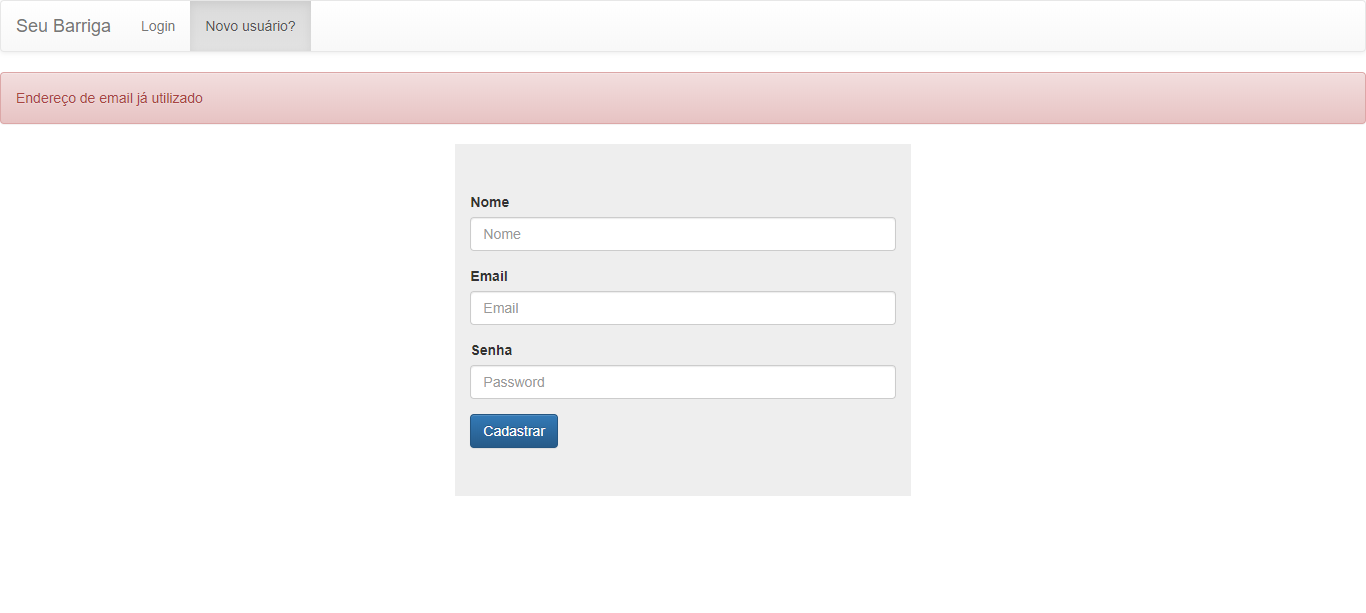 Seu Barriga Login Novo usuário?
Endereço de email já utilizado
Nome
Nome
Email
Email
Senha
Password
Cadastrar